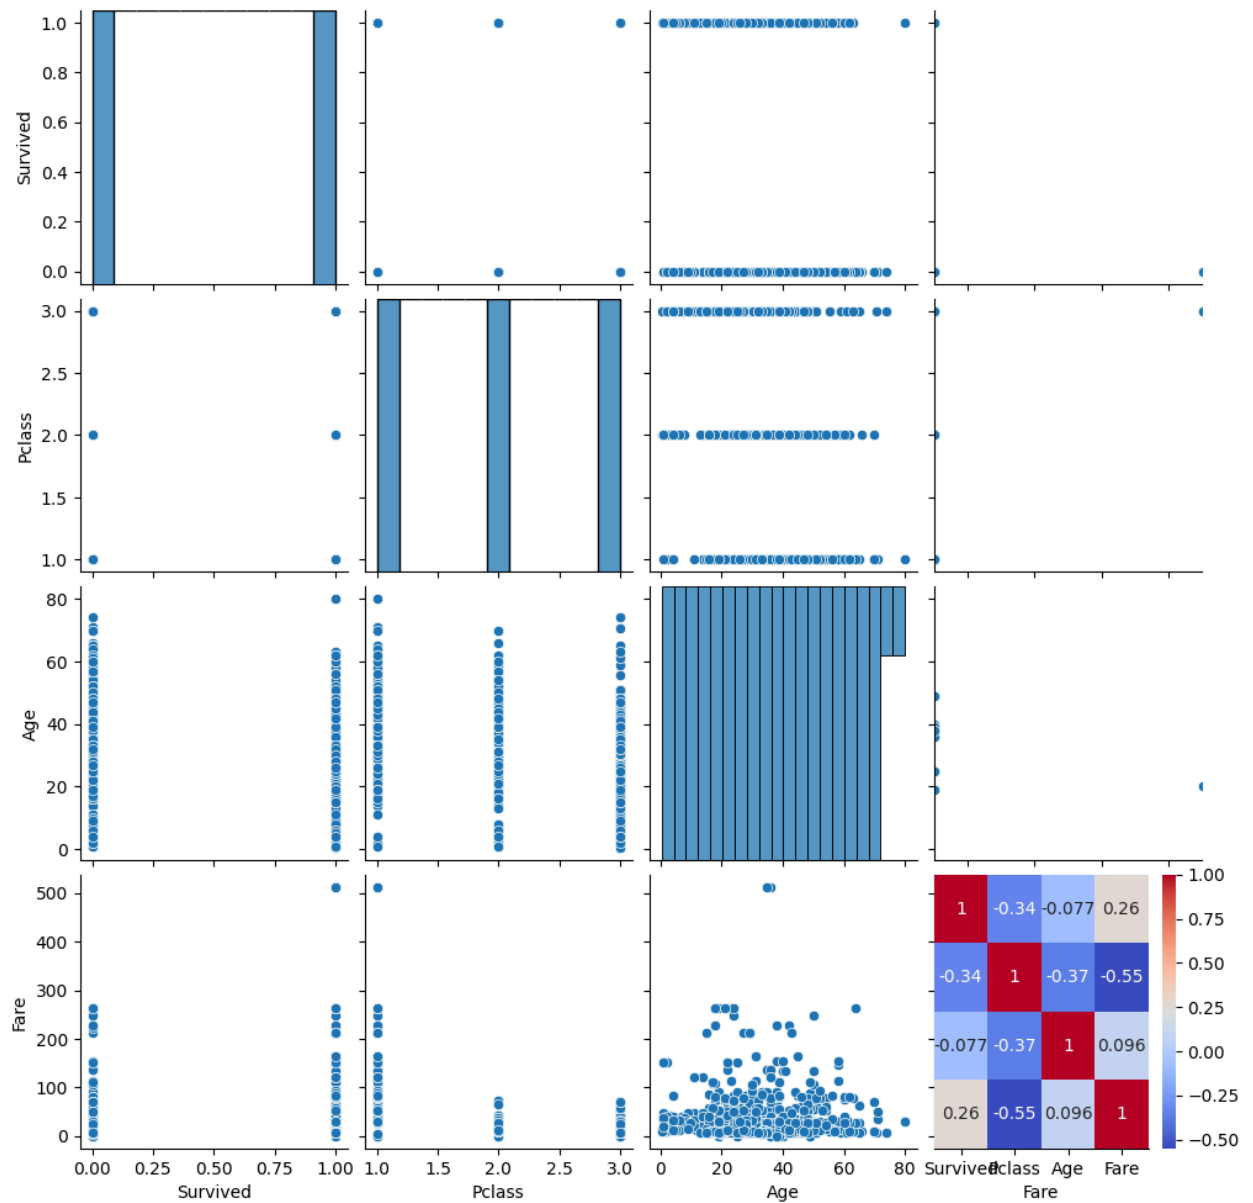 1.0
0.8
0.6
0.4
0.2
0.0
Survived
3.0
2.5
2.0
1.5
1.0
Pclass
80
60
40
20
0
Age
500
400
300
200
100
0
Fare
1 -0.34 -0.077 0.26
-0.34 1 -0.37 -0.55
-0.077 -0.37 1 0.096
0.26 -0.55 0.096 1
1.00
0.75
0.50
0.25
0.00
−0.25
−0.50
0.00 0.25 0.50 0.75 1.00
Survived
1.0 1.5 2.0 2.5 3.0
Pclass
0 20 40 60 80
Age
Survived Pclass Age Fare
Fare